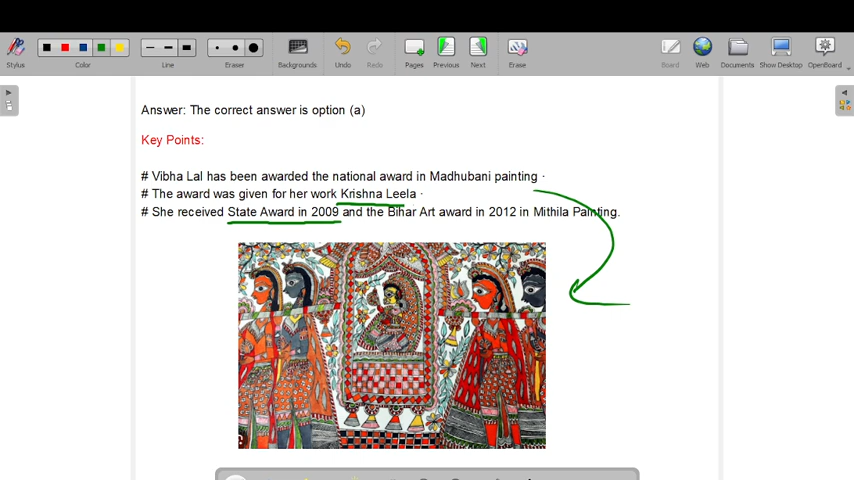 Stylus
Color
Line
Eraser
Backgrounds
Undo
Redo
Pages
Previous
Next
Erase
Board
Web
Documents
Show Desktop
OpenBoard
Answer: The correct answer is option (a)
Key Points:
# Vibha Lal has been awarded the national award in Madhubani painting ·
# The award was given for her work Krishna Leela ·
# She received State Award in 2009 and the Bihar Art award in 2012 in Mithila Painting.